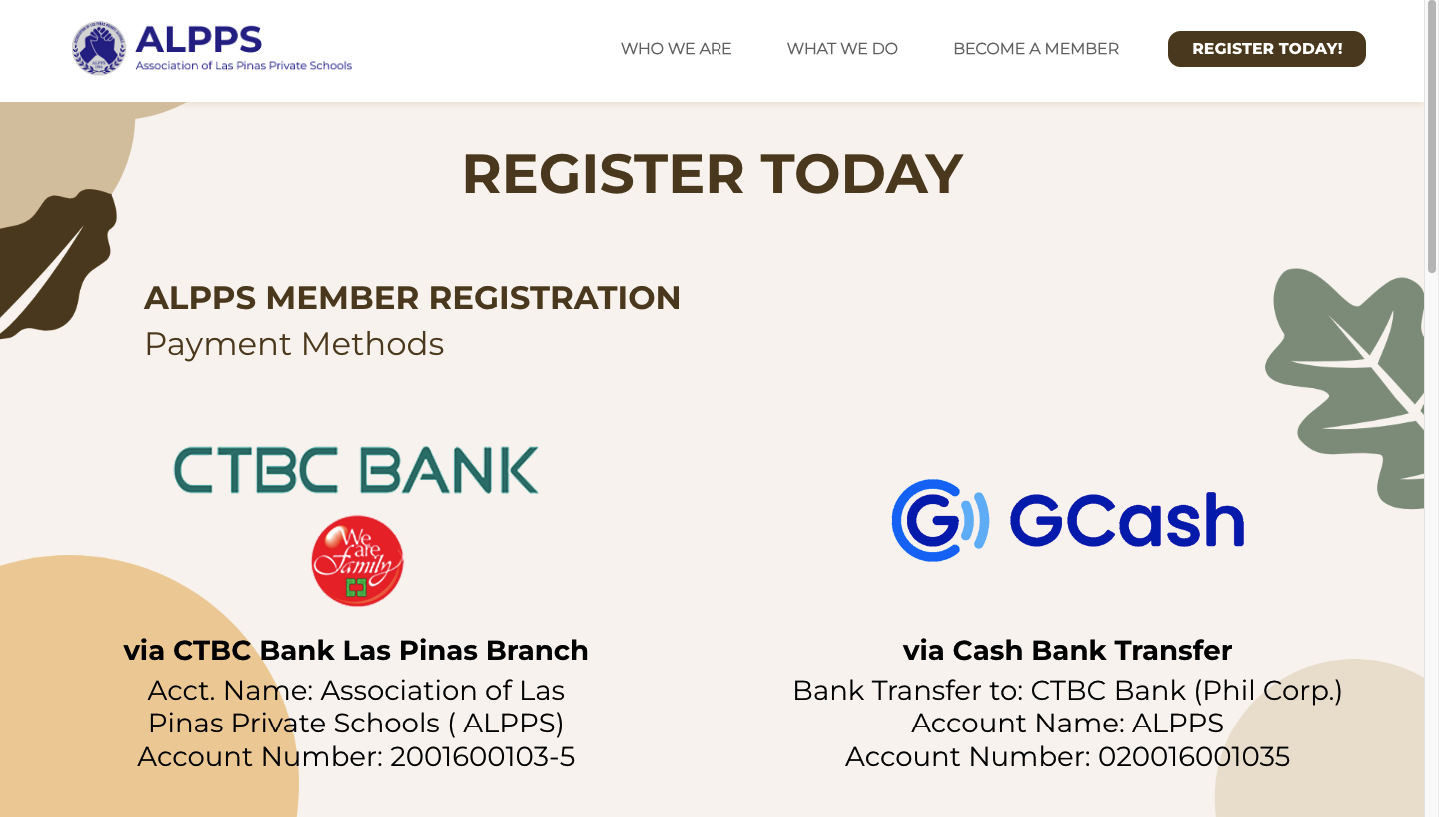 ALPPS
Association of Las Pinas Private Schools
WHO WE ARE
WHAT WE DO
BECOME A MEMBER
REGISTER TODAY!
REGISTER TODAY
ALPPS MEMBER REGISTRATION
Payment Methods
CTBC BANK
We
are
Family
GCash
via CTBC Bank Las Pinas Branch
Acct. Name: Association of Las
Pinas Private Schools ( ALPPS)
Account Number: 2001600103-5
via Cash Bank Transfer
Bank Transfer to: CTBC Bank (Phil Corp.)
Account Name: ALPPS
Account Number: 020016001035